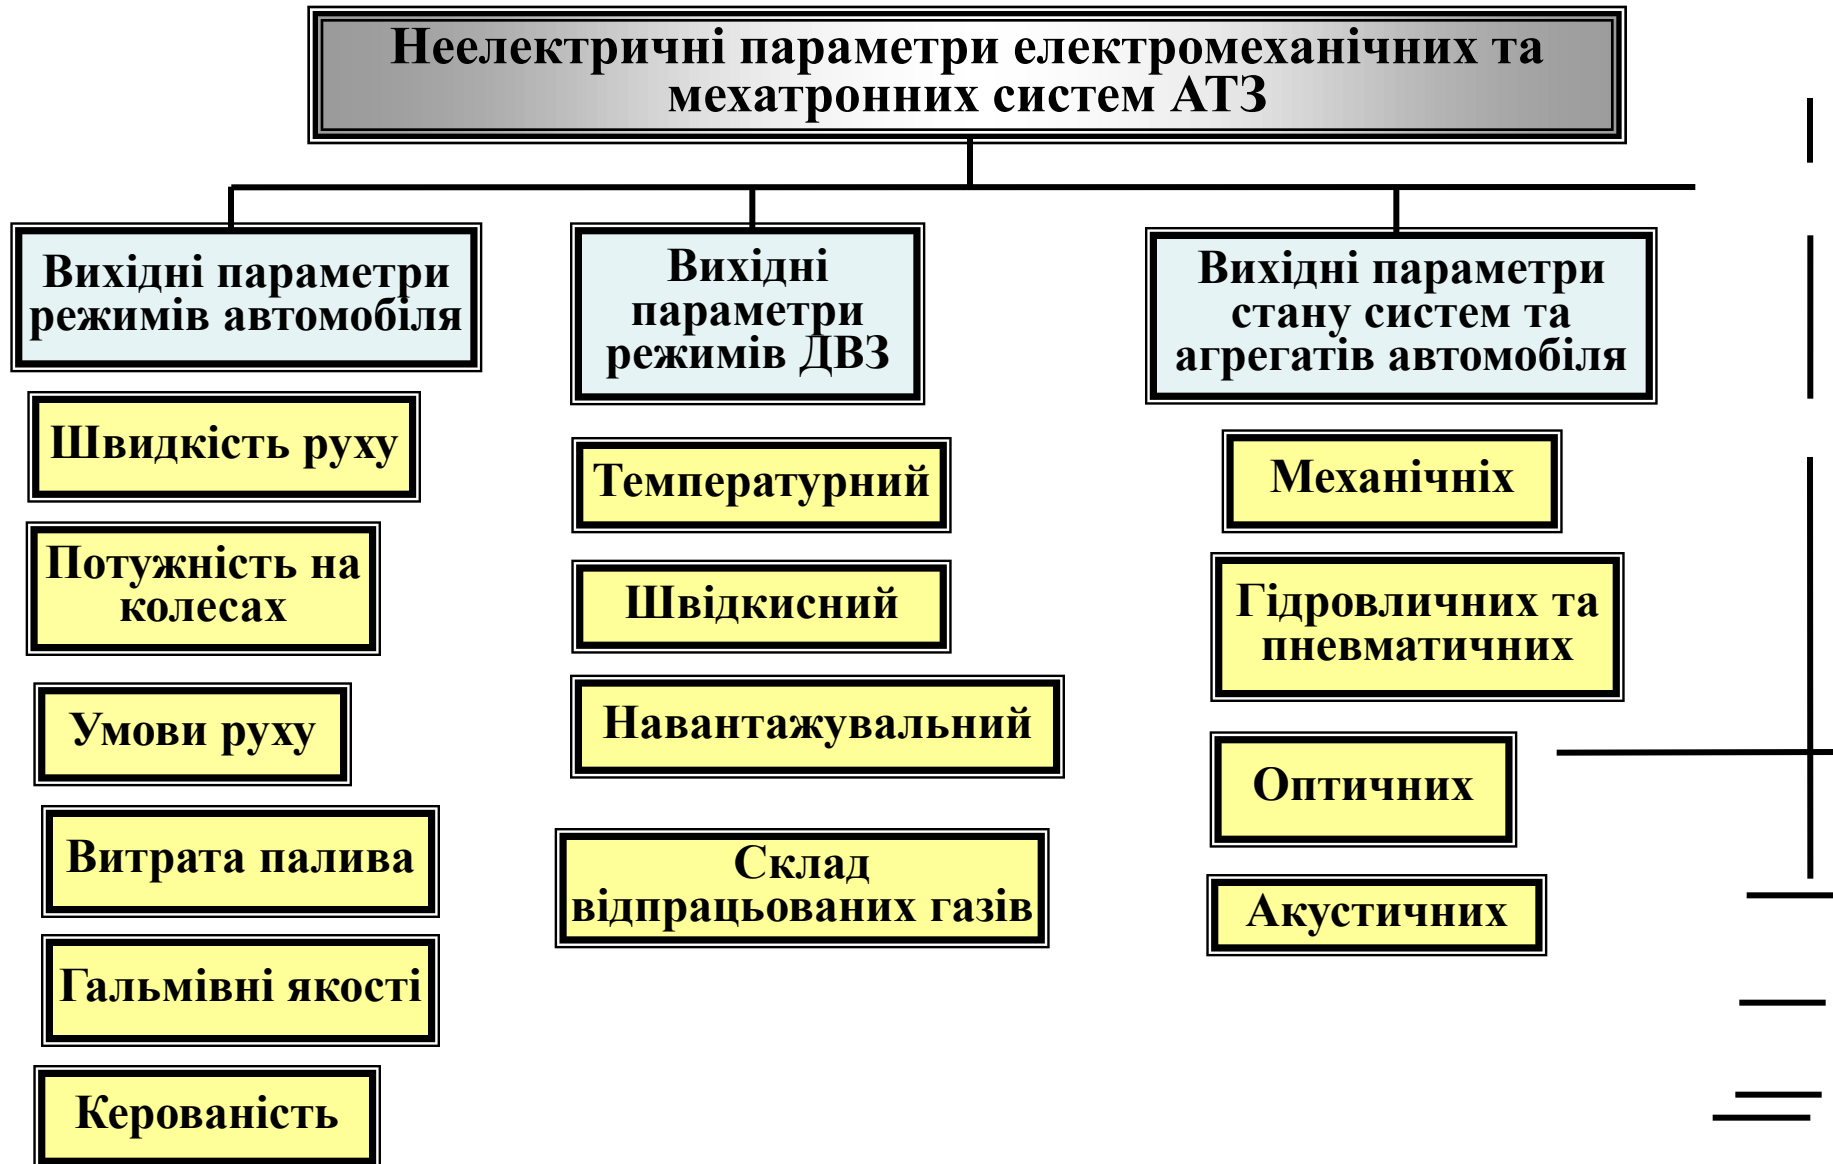 Неелектричні параметри електромеханічних та
мехатронних систем АТЗ
Вихідні параметри
режимів автомобіля
Швидкість руху
Потужність на
колесах
Умови руху
Витрата палива
Гальмівні якості
Керованість
Вихідні
параметри
режимів ДВЗ
Температурний
Швідкисний
Навантажувальний
Склад
відпрацьованих газів
Вихідні параметри
стану систем та
агрегатів автомобіля
Механічніх
Гідровличних та
пневматичних
Оптичних
Акустичних